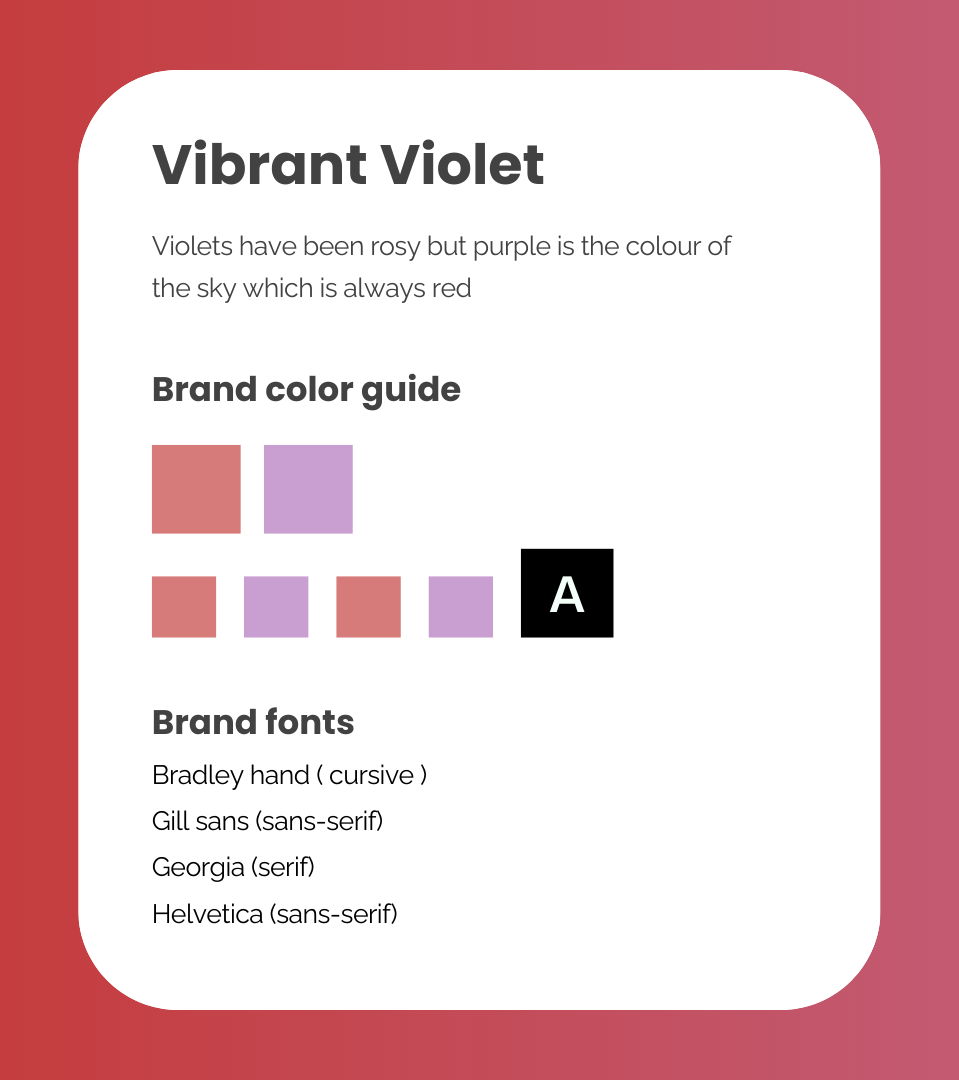 Vibrant Violet
Violets have been rosy but purple is the colour of
the sky which is always red
Brand color guide
A
Brand fonts
Bradley hand ( cursive )
Gill sans (sans-serif)
Georgia (serif)
Helvetica (sans-serif)